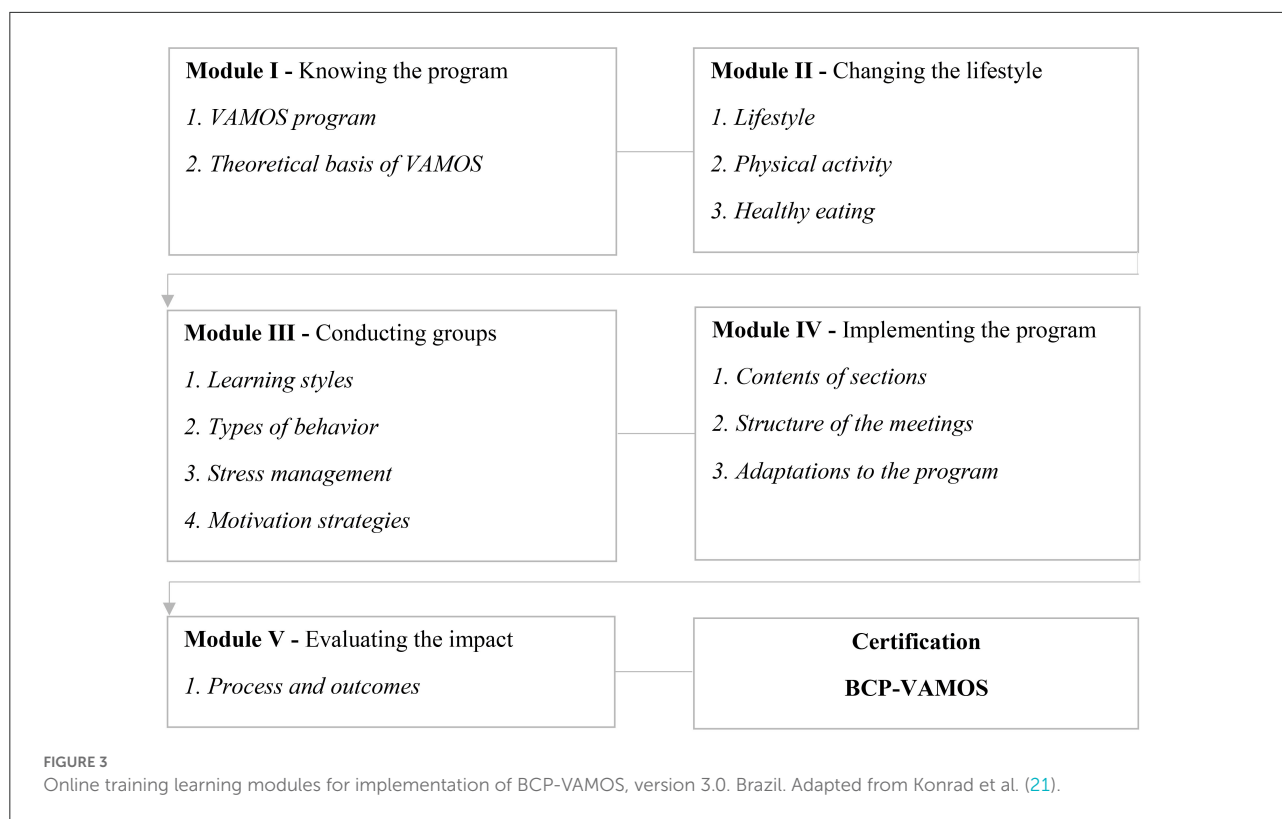 Module I - Knowing the program
1. VAMOS program
2. Theoretical basis of VAMOS
Module II - Changing the lifestyle
1. Lifestyle
2. Physical activity
3. Healthy eating
Module III - Conducting groups
1. Learning styles
2. Types of behavior
3. Stress management
4. Motivation strategies
Module IV - Implementing the program
1. Contents of sections
2. Structure of the meetings
3. Adaptations to the program
Module V - Evaluating the impact
1. Process and outcomes
Certification
BCP-VAMOS
FIGURE 3
Online training learning modules for implementation of BCP-VAMOS, version 3.0. Brazil. Adapted from Konrad et al. (21).